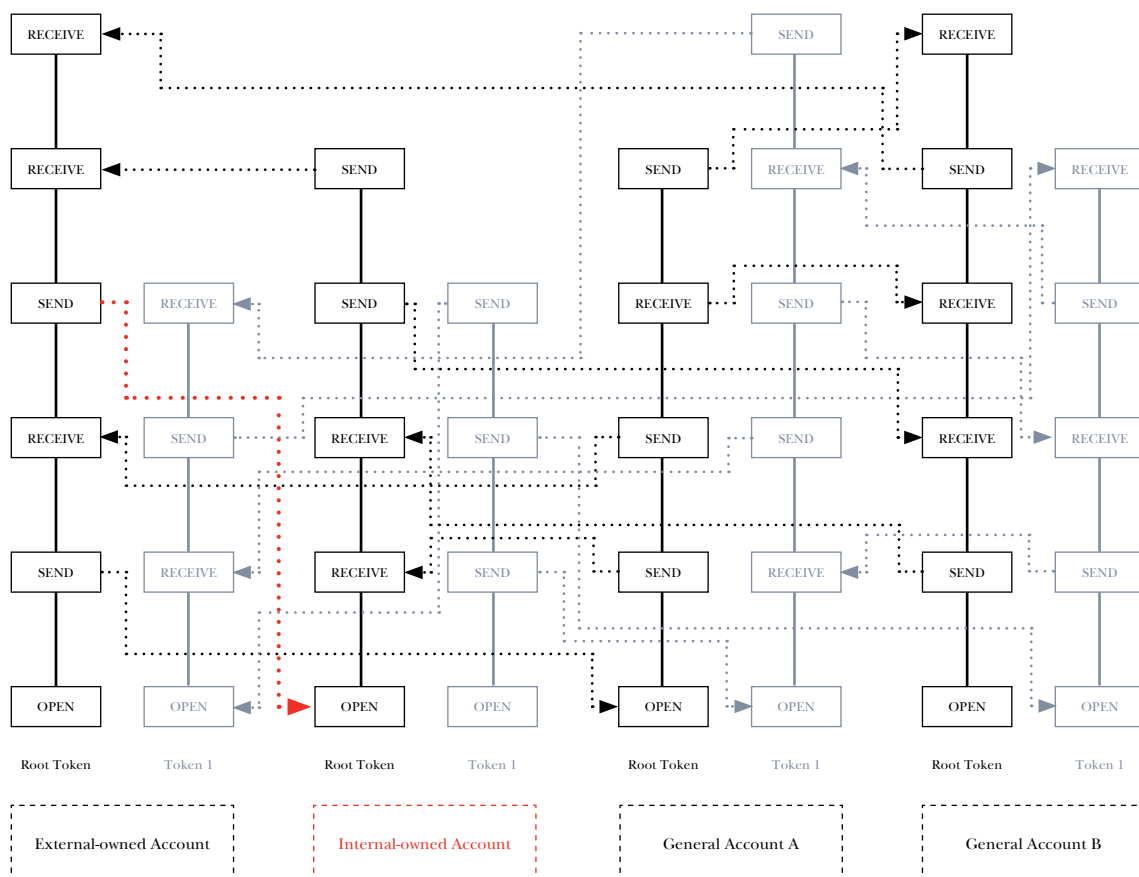 RECEIVE SEND RECEIVE
RECEIVE SEND SEND RECEIVE SEND RECEIVE
SEND RECEIVE SEND SEND RECEIVE SEND RECEIVE SEND
RECEIVE SEND RECEIVE SEND SEND SEND RECEIVE RECEIVE
SEND RECEIVE RECEIVE SEND SEND RECEIVE SEND SEND
OPEN OPEN OPEN OPEN OPEN OPEN OPEN OPEN
Root Token Token 1 Root Token Token 1 Root Token Token 1 Root Token Token 1
External-owned Account Internal-owned Account General Account A General Account B